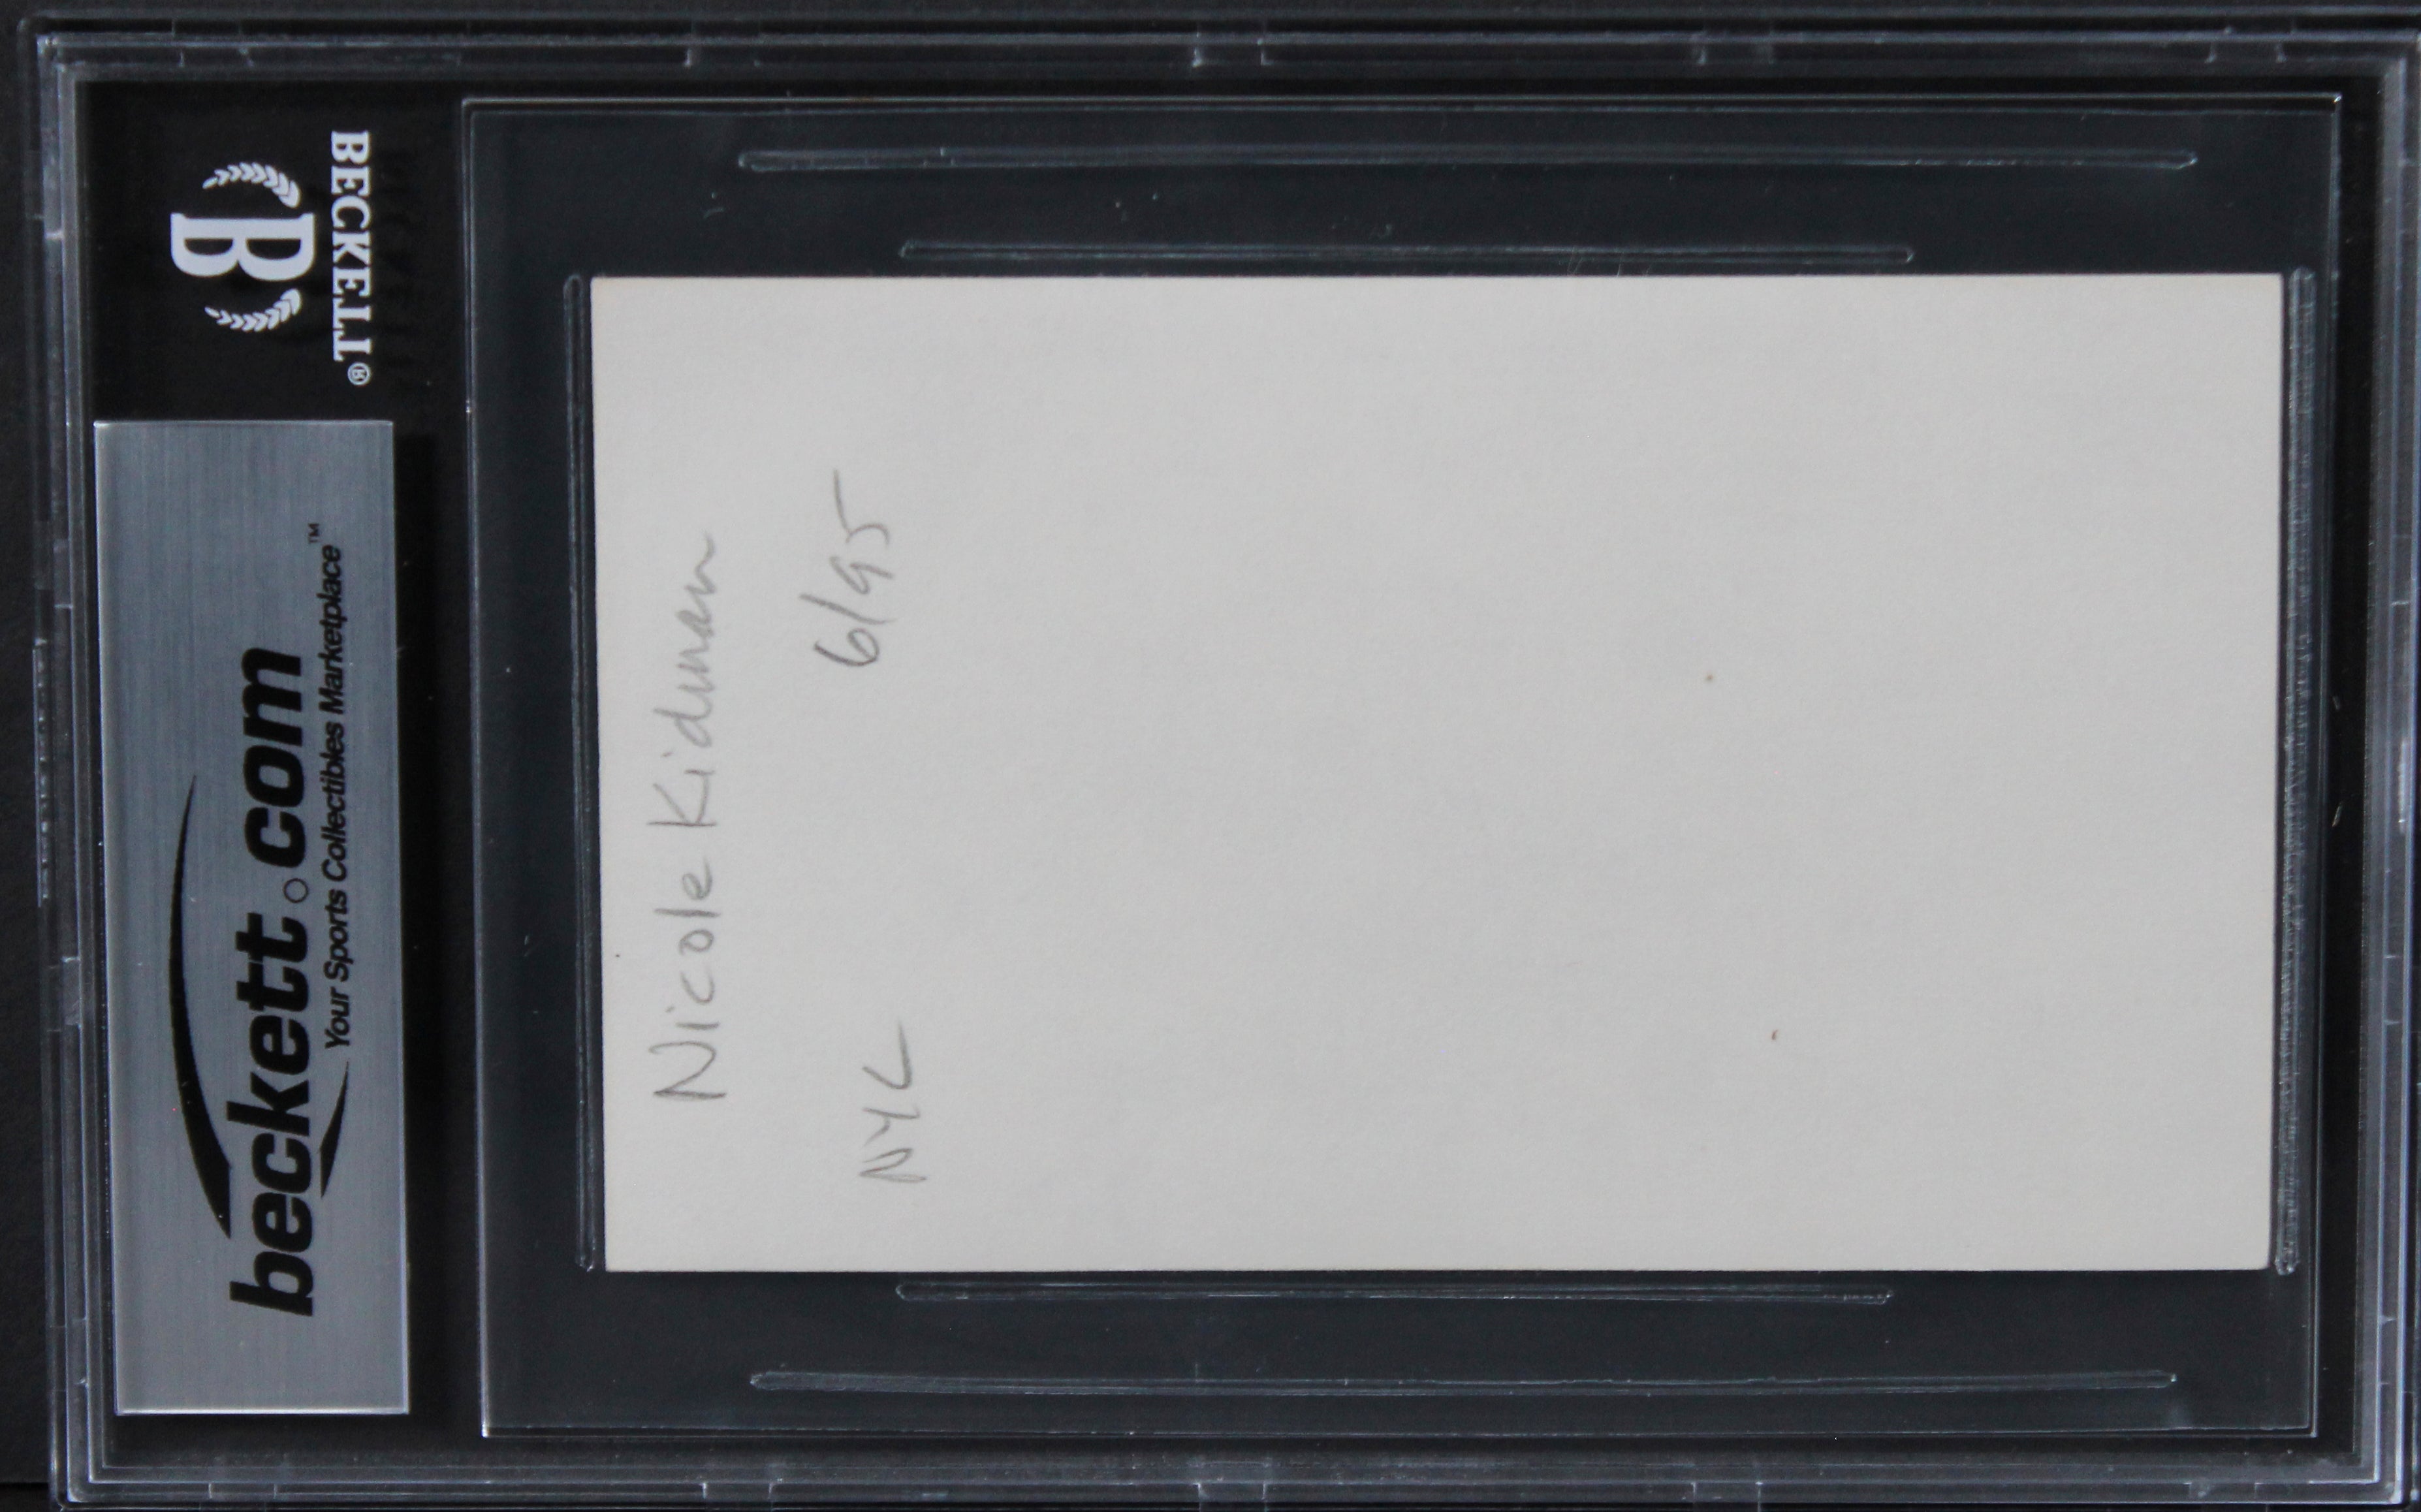 BECKETT®
B
beckett.com
Your Sports Collectibles Marketplace™
Nicole Kidman
NYC 6/95